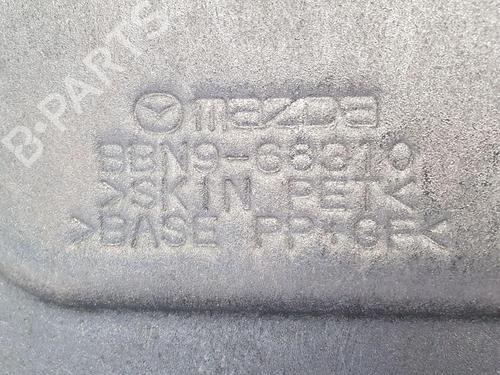 B-PARTS
mazda
BBN9-68310
>SKIN PET<
>BASE PP+GF<